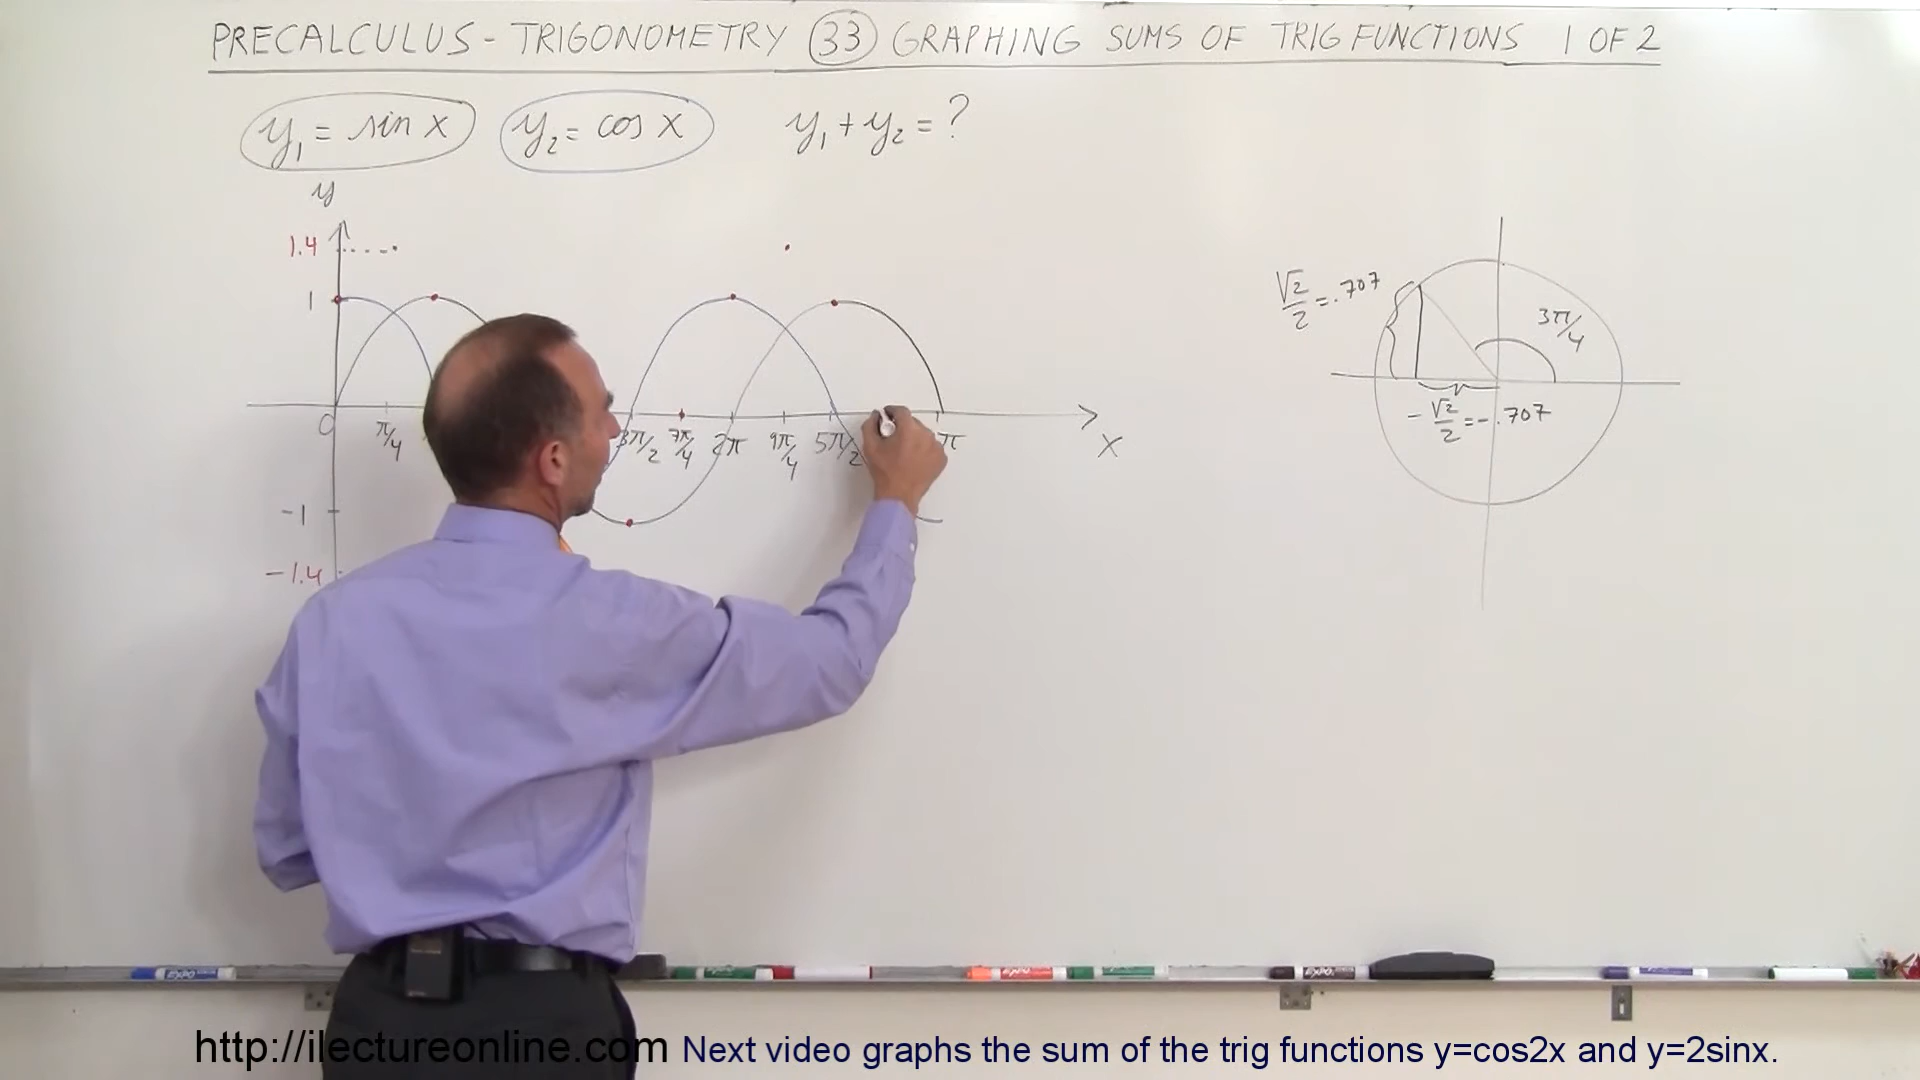 PRECALCULUS - TRIGONOMETRY 33 GRAPHING SUMS OF TRIG FUNCTIONS 1 OF 2
y₁ = sin x y₂ = cos x y₁ + y₂ = ?
y
1.4
1
0 π/4 3π/2 7π/4 2π 9π/4 5π/2 π
x
-1
-1.4
√2/2 = .707
3π/4
-√2/2 = -.707
EXPO
EXPO
EXPO
http://ilectureonline.com Next video graphs the sum of the trig functions y=cos2x and y=2sinx.